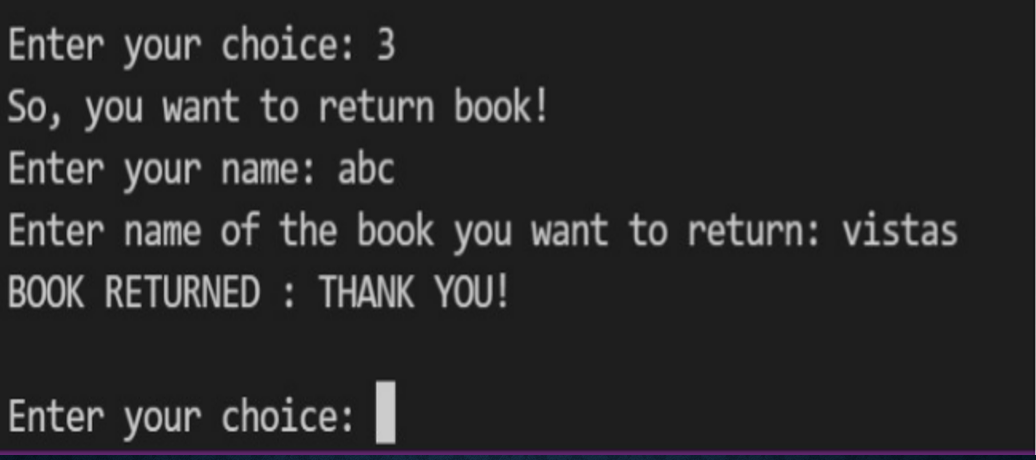 Enter your choice: 3
So, you want to return book!
Enter your name: abc
Enter name of the book you want to return: vistas
BOOK RETURNED : THANK YOU!
Enter your choice: